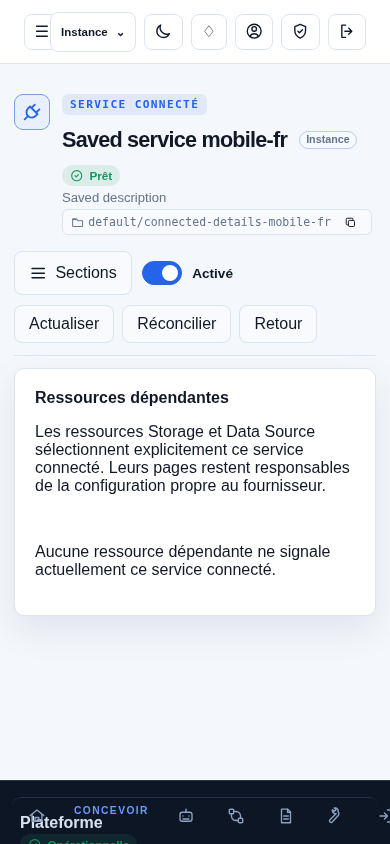 Instance
SERVICE CONNECTÉ
Saved service mobile-fr
Instance
Prêt
Saved description
default/connected-details-mobile-fr
Sections
Activé
Actualiser
Réconcilier
Retour
Ressources dépendantes
Les ressources Storage et Data Source
sélectionnent explicitement ce service
connecté. Leurs pages restent responsables
de la configuration propre au fournisseur.
Aucune ressource dépendante ne signale
actuellement ce service connecté.
CONCEVOIR
Plateforme
Opérationnelle